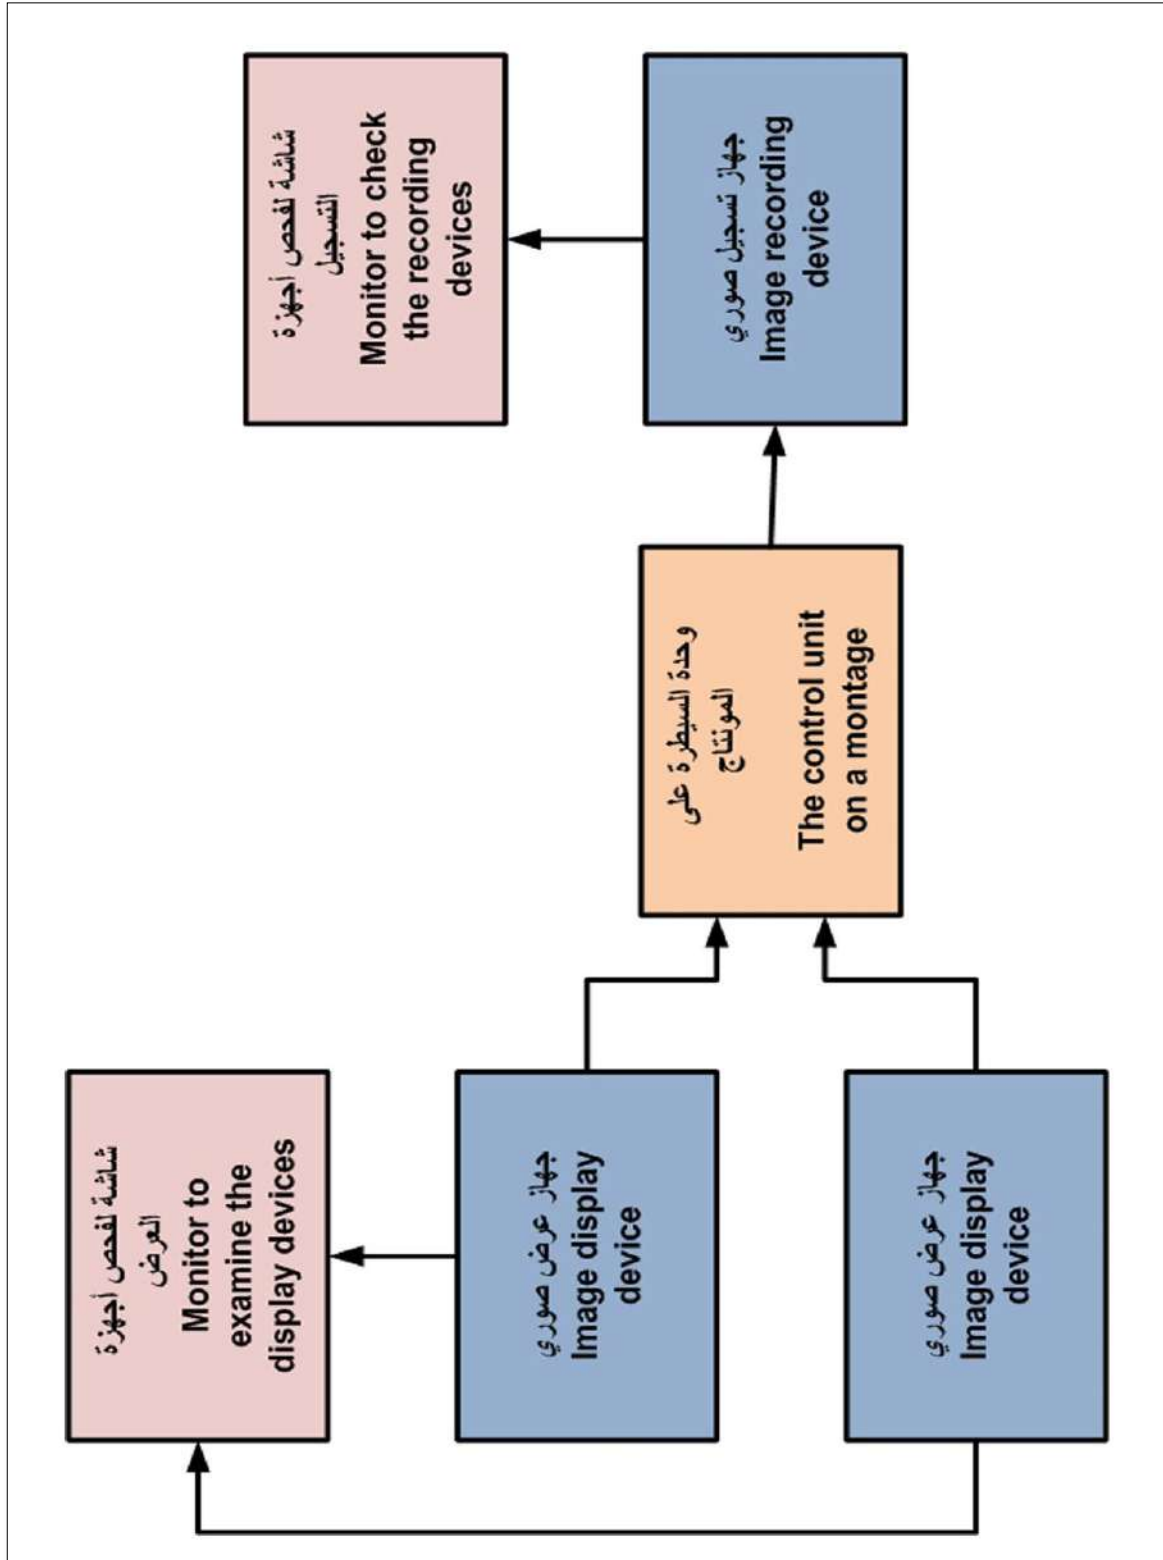 شاشة لفحص أجهزة
العرض
Monitor to
examine the
display devices
جهاز عرض صوري
Image display
device
جهاز عرض صوري
Image display
device
وحدة السيطرة على
المونتاج
The control unit
on a montage
شاشة لفحص أجهزة
التسجيل
Monitor to check
the recording
devices
جهاز تسجيل صوري
Image recording
device